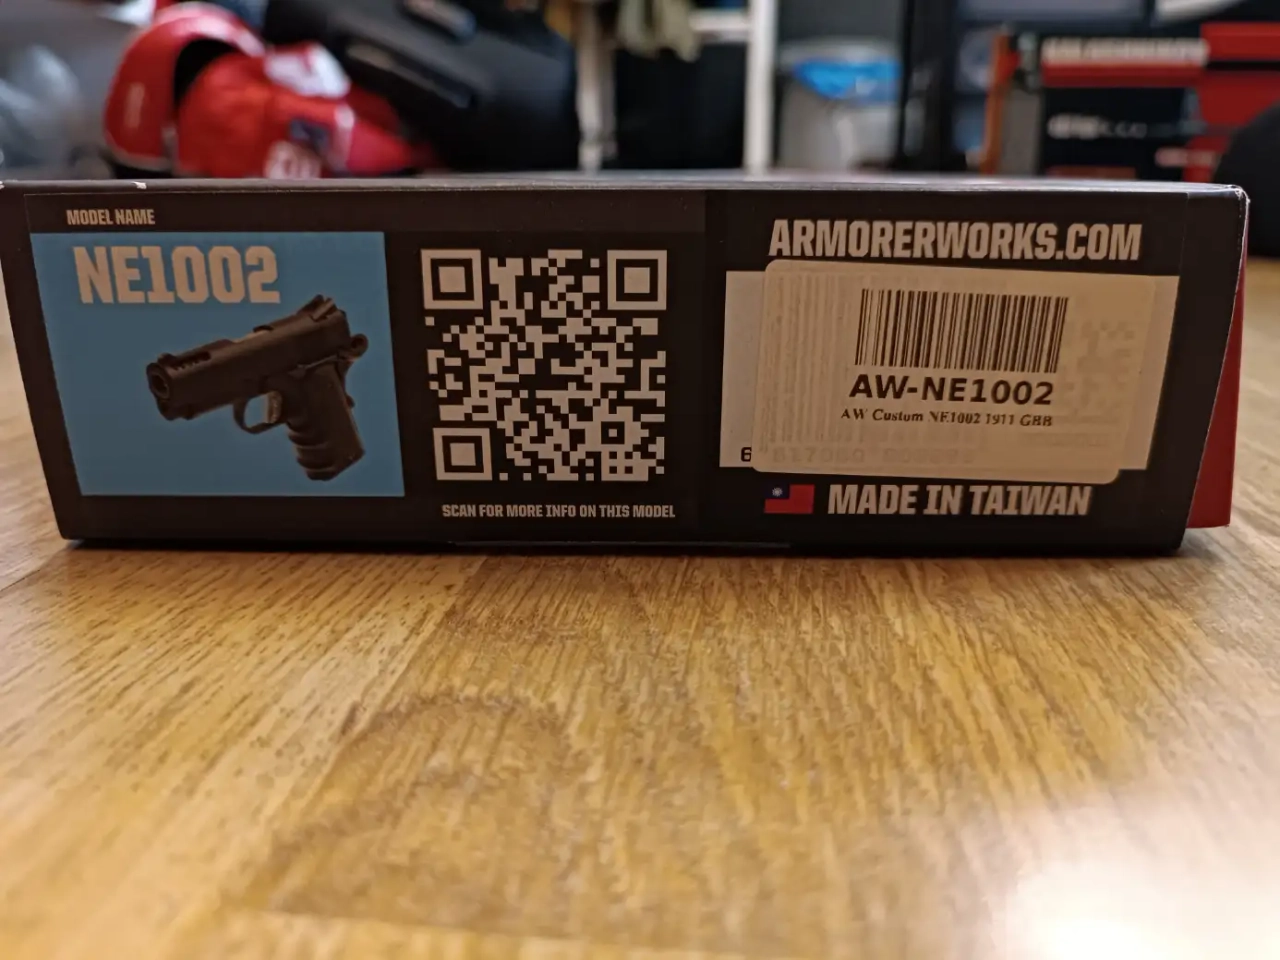 MODEL NAME
NE1002
SCAN FOR MORE INFO ON THIS MODEL
ARMORERWORKS.COM
AW-NE1002
AW Custom NE1002 1911 GBB
6
MADE IN TAIWAN